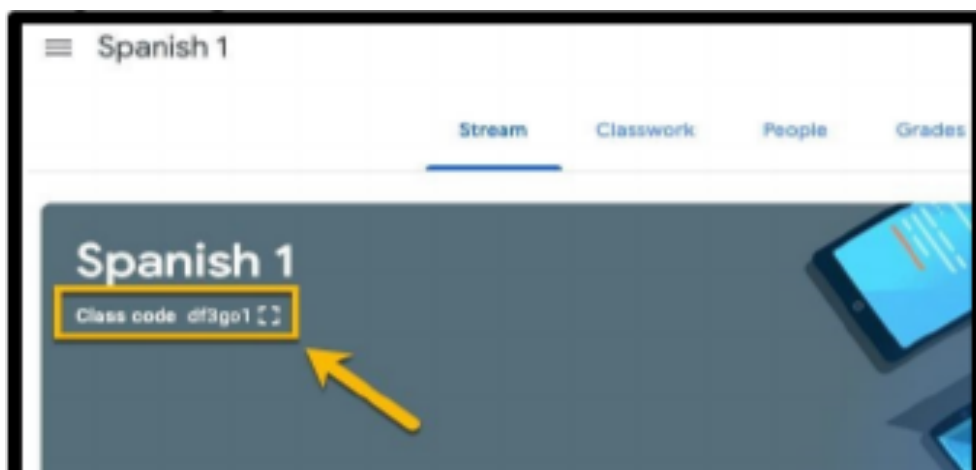 Spanish 1
Stream Classwork People Grades
Spanish 1
Class code df3go1